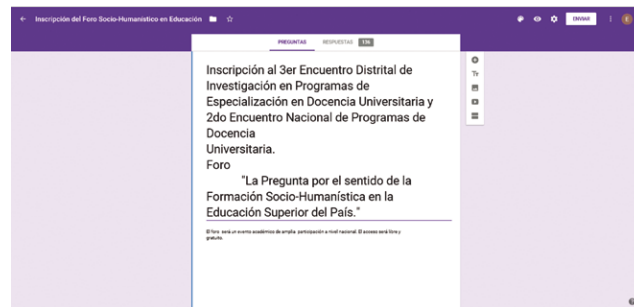 Inscripción del Foro Socio-Humanístico en Educación
ENVIAR
E
PREGUNTAS RESPUESTAS 136
Inscripción al 3er Encuentro Distrital de
Investigación en Programas de
Especialización en Docencia Universitaria y
2do Encuentro Nacional de Programas de
Docencia
Universitaria.
Foro
"La Pregunta por el sentido de la
Formación Socio-Humanística en la
Educación Superior del País."
El foro será un evento académico de amplia participación a nivel nacional. El acceso será libre y
gratuito.
Tт